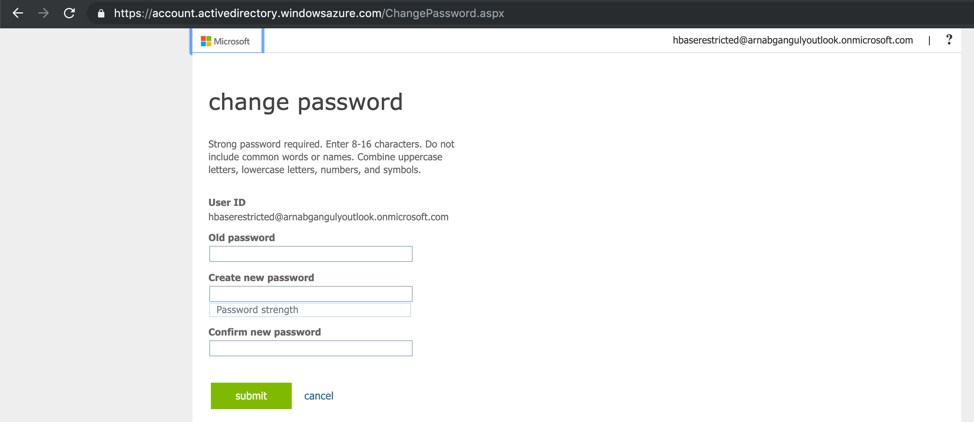 https://account.activedirectory.windowsazure.com/ChangePassword.aspx
Microsoft
hbaserestricted@arnabgangulyoutlook.onmicrosoft.com | ?
change password
Strong password required. Enter 8-16 characters. Do not
include common words or names. Combine uppercase
letters, lowercase letters, numbers, and symbols.
User ID
hbaserestricted@arnabgangulyoutlook.onmicrosoft.com
Old password
Create new password
Password strength
Confirm new password
submit cancel